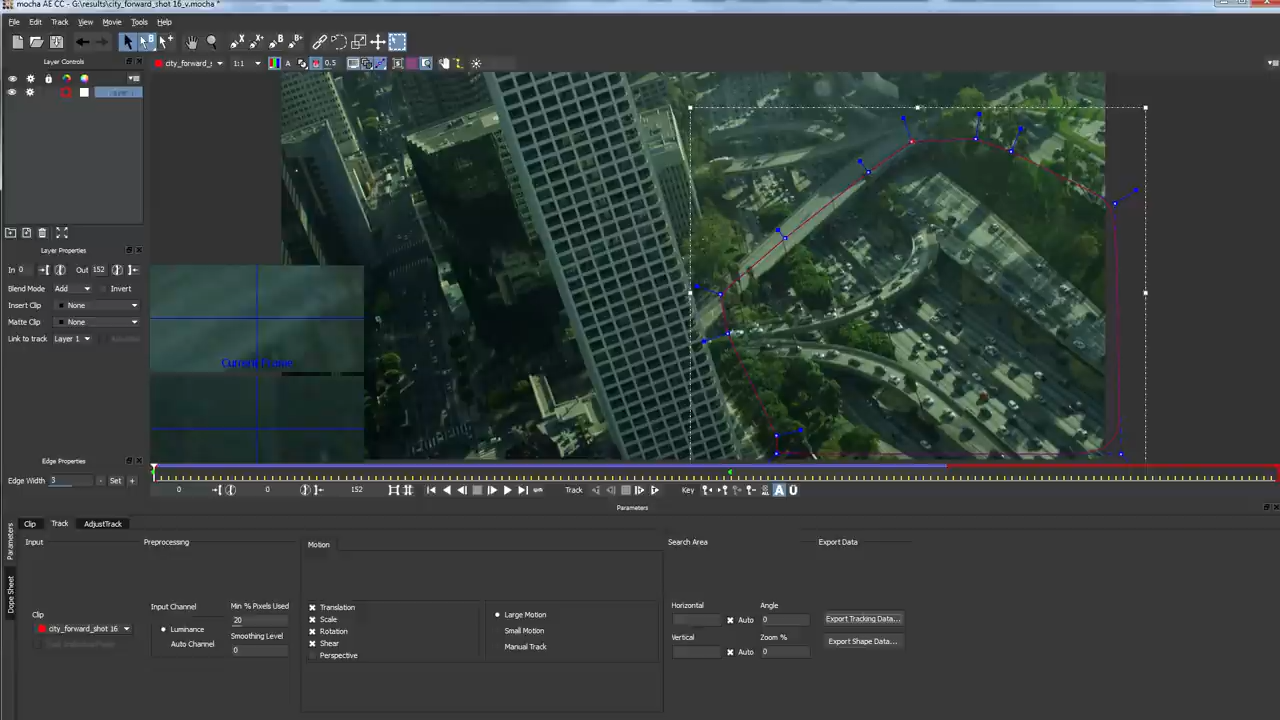 mocha AE CC - G:\results\city_forward_shot 16_v.mocha *
File Edit Track View Movie Tools Help
Layer Controls
city_forward_s 1:1 A 0.5
Layer 1
Layer Properties
In 0 Out 152
Blend Mode Add Invert
Insert Clip None
Matte Clip None
Link to track Layer 1
Current Frame
Edge Properties
Edge Width 3 Set
0 0 152 Track Key A U
Parameters
Parameters
Dope Sheet
Clip Track AdjustTrack
Input Preprocessing Motion Search Area Export Data
Input Channel Min % Pixels Used
20
Luminance
Auto Channel
Smoothing Level
0
Clip
city_forward_shot 16
Translation
Scale
Rotation
Shear
Perspective
Large Motion
Small Motion
Manual Track
Horizontal Angle
Auto 0
Vertical Zoom %
Auto 0
Export Tracking Data...
Export Shape Data...